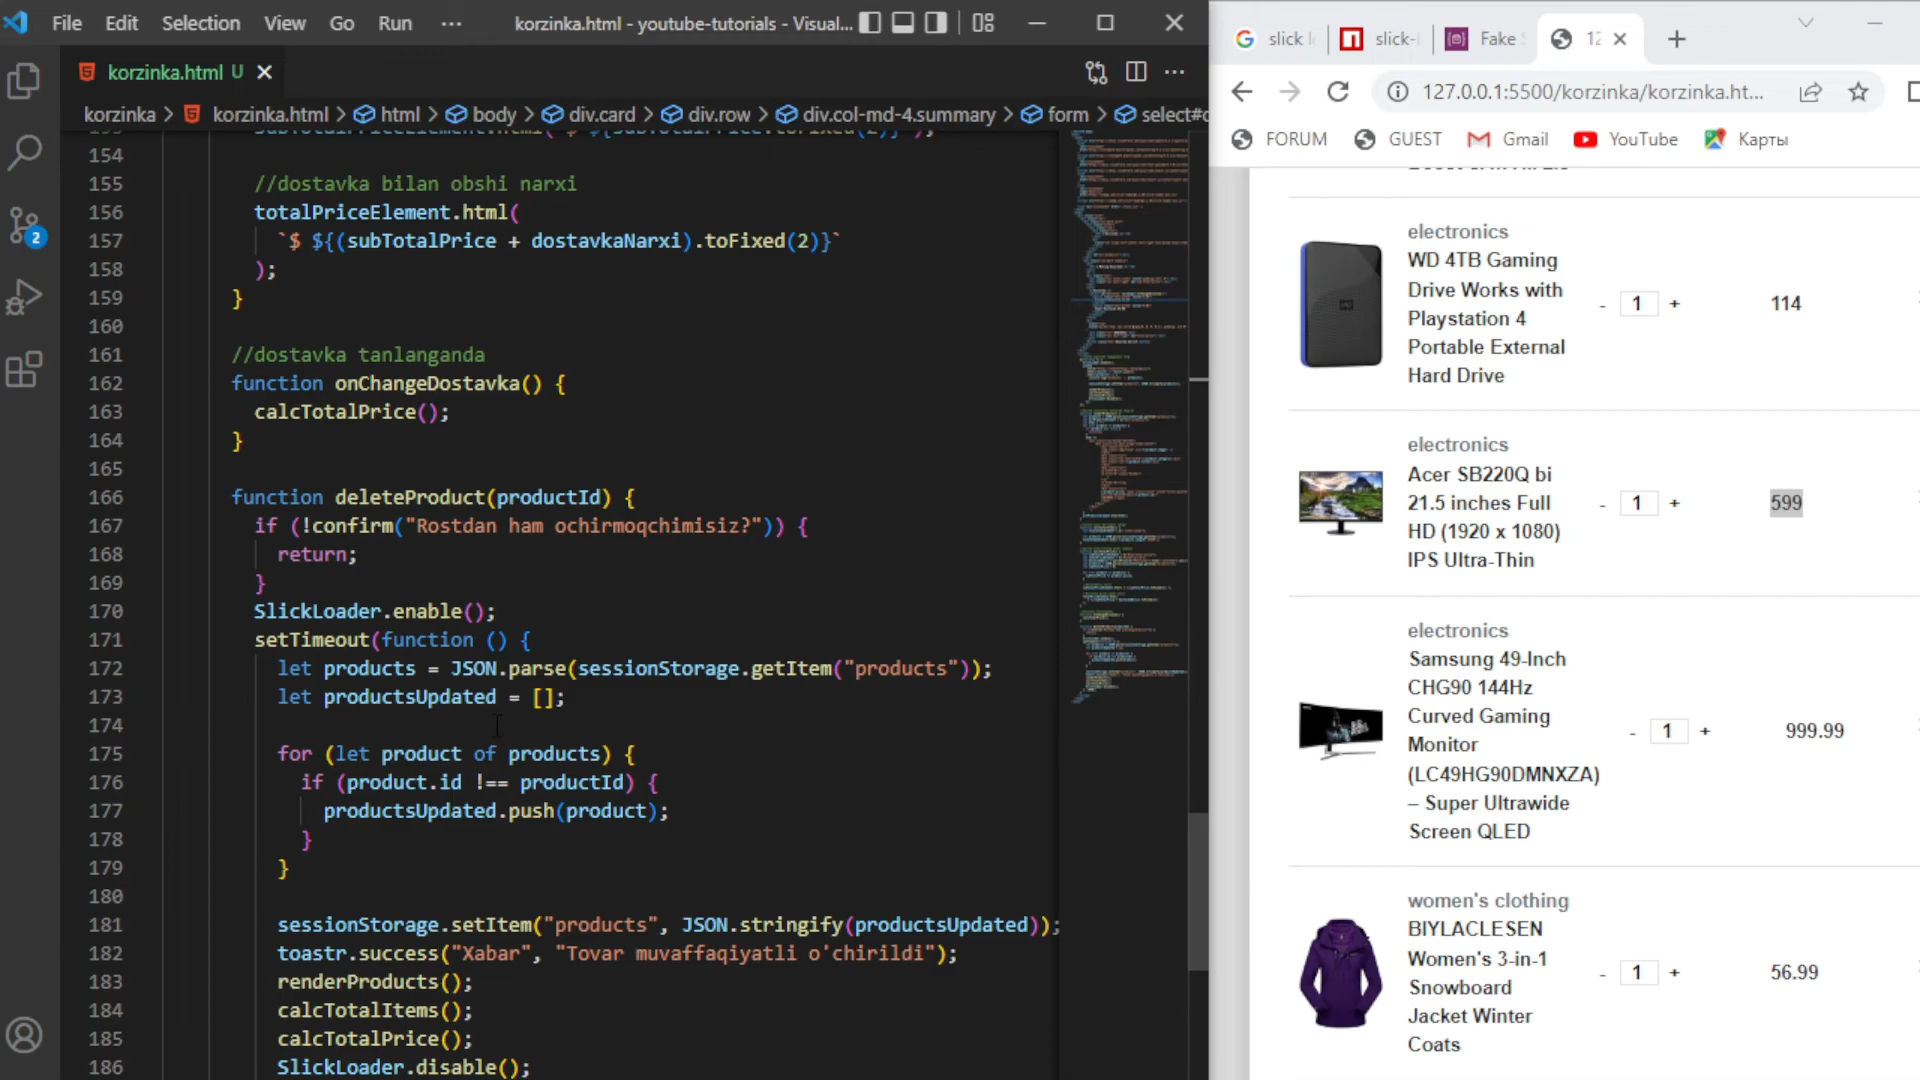 File Edit Selection View Go Run ··· korzinka.html - youtube-tutorials - Visual...
korzinka.html U
korzinka > korzinka.html > html > body > div.card > div.row > div.col-md-4.summary > form >
154
155 //dostavka bilan obshi narxi
156 totalPriceElement.html(
157 `$ ${(subTotalPrice + dostavkaNarxi).toFixed(2)}`
158 );
159 }
160
161 //dostavka tanlanganda
162 function onChangeDostavka() {
163 calcTotalPrice();
164 }
165
166 function deleteProduct(productId) {
167 if (!confirm("Rostdan ham ochirmoqchimisiz?")) {
168 return;
169 }
170 SlickLoader.enable();
171 setTimeout(function () {
172 let products = JSON.parse(sessionStorage.getItem("products"));
173 let productsUpdated = [];
174
175 for (let product of products) {
176 if (product.id !== productId) {
177 productsUpdated.push(product);
178 }
179 }
180
181 sessionStorage.setItem("products", JSON.stringify(productsUpdated));
182 toastr.success("Xabar", "Tovar muvaffaqiyatli o'chirildi");
183 renderProducts();
184 calcTotalItems();
185 calcTotalPrice();
186 SlickLoader.disable();
2
slick slick- Fake 12
127.0.0.1:5500/korzinka/korzinka.ht...
FORUM GUEST Gmail YouTube Карты
electronics
WD 4TB Gaming
Drive Works with
Playstation 4
Portable External
Hard Drive
- 1 + 114
electronics
Acer SB220Q bi
21.5 inches Full
HD (1920 x 1080)
IPS Ultra-Thin
- 1 + 599
electronics
Samsung 49-Inch
CHG90 144Hz
Curved Gaming
Monitor
(LC49HG90DMNXZA)
– Super Ultrawide
Screen QLED
- 1 + 999.99
women's clothing
BIYLACLESEN
Women's 3-in-1
Snowboard
Jacket Winter
Coats
- 1 + 56.99